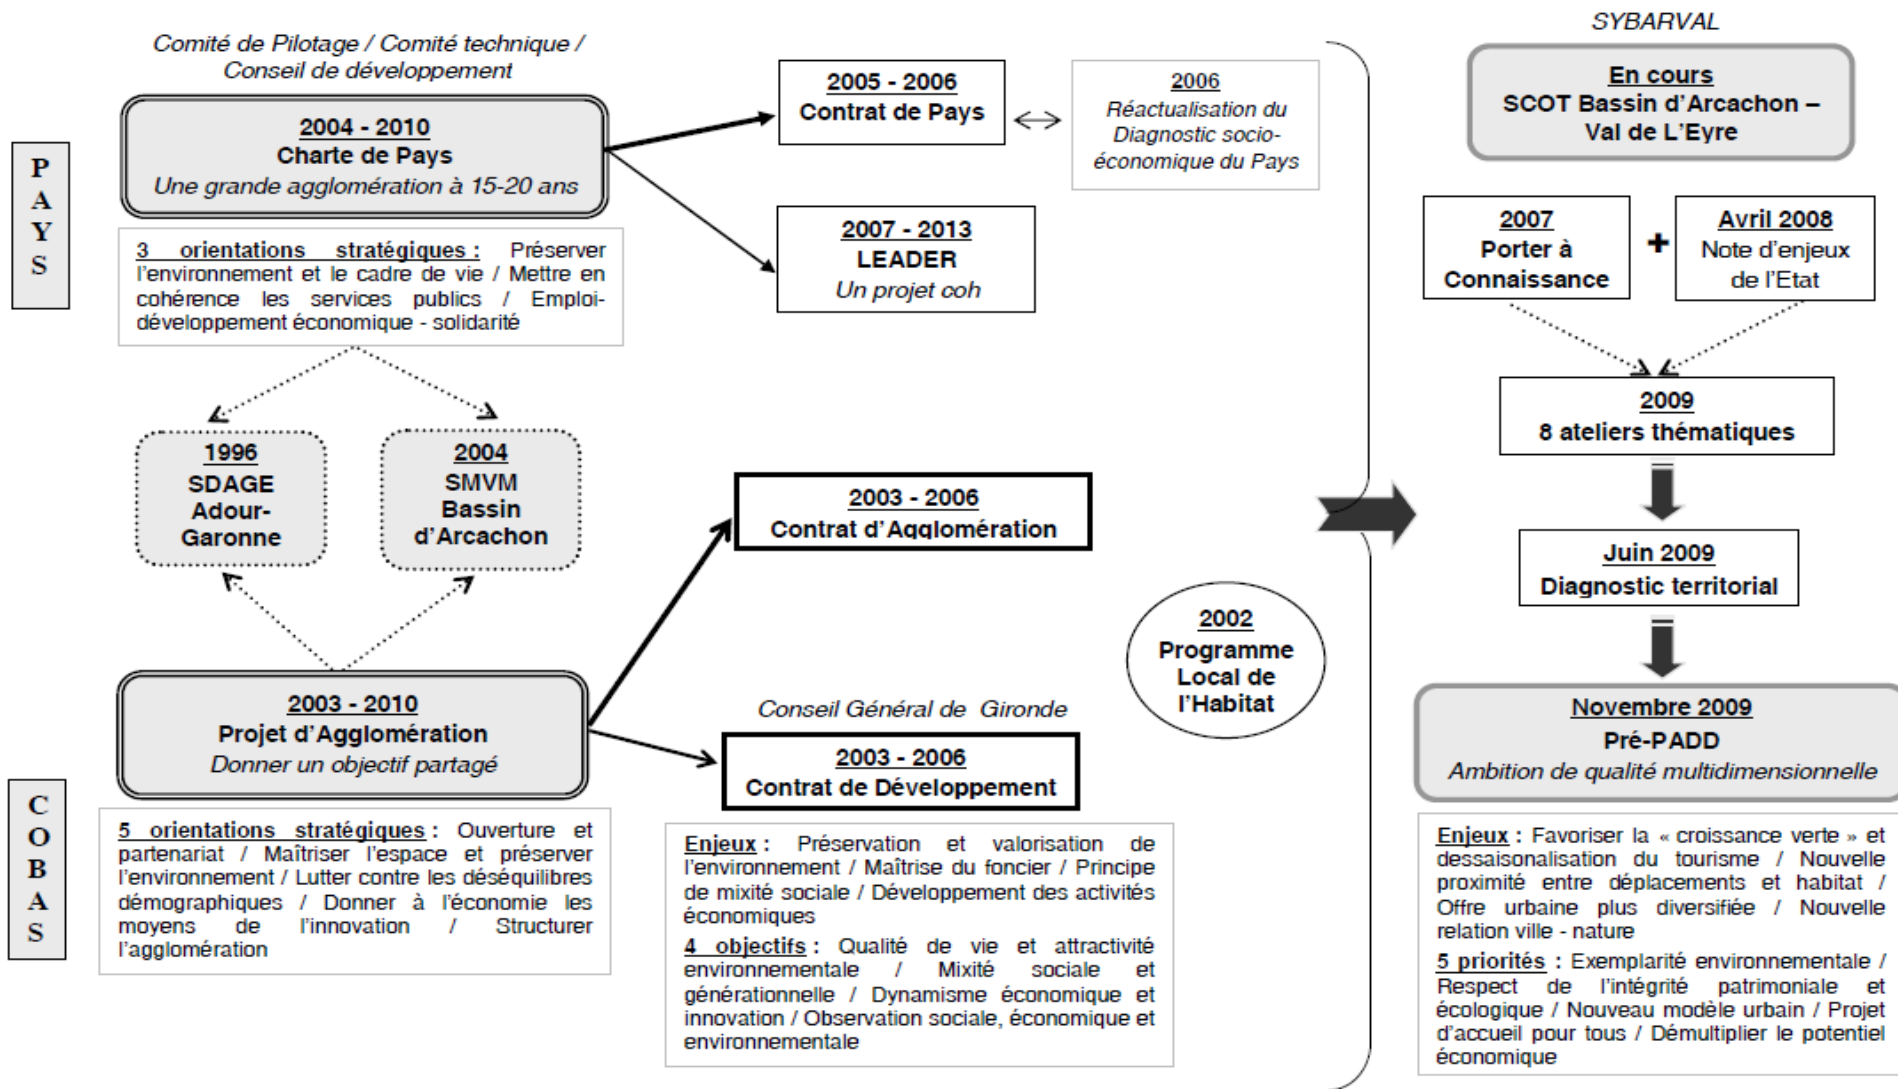 Comité de Pilotage / Comité technique /
Conseil de développement
P
A
Y
S
2004 - 2010
Charte de Pays
Une grande agglomération à 15-20 ans
3 orientations stratégiques : Préserver
l'environnement et le cadre de vie / Mettre en
cohérence les services publics / Emploi-
développement économique - solidarité
2005 - 2006
Contrat de Pays
2006
Réactualisation du
Diagnostic socio-
économique du Pays
2007 - 2013
LEADER
Un projet coh
1996
SDAGE
Adour-
Garonne
2004
SMVM
Bassin
d'Arcachon
2003 - 2006
Contrat d'Agglomération
2002
Programme
Local de
l'Habitat
C
O
B
A
S
2003 - 2010
Projet d'Agglomération
Donner un objectif partagé
5 orientations stratégiques : Ouverture et
partenariat / Maîtriser l'espace et préserver
l'environnement / Lutter contre les déséquilibres
démographiques / Donner à l'économie les
moyens de l'innovation / Structurer
l'agglomération
Conseil Général de Gironde
2003 - 2006
Contrat de Développement
Enjeux : Préservation et valorisation de
l'environnement / Maîtrise du foncier / Principe
de mixité sociale / Développement des activités
économiques
4 objectifs : Qualité de vie et attractivité
environnementale / Mixité sociale et
générationnelle / Dynamisme économique et
innovation / Observation sociale, économique et
environnementale
SYBARVAL
En cours
SCOT Bassin d'Arcachon –
Val de L'Eyre
2007
Porter à
Connaissance
+
Avril 2008
Note d'enjeux
de l'Etat
2009
8 ateliers thématiques
Juin 2009
Diagnostic territorial
Novembre 2009
Pré-PADD
Ambition de qualité multidimensionnelle
Enjeux : Favoriser la « croissance verte » et
dessaisonalisation du tourisme / Nouvelle
proximité entre déplacements et habitat /
Offre urbaine plus diversifiée / Nouvelle
relation ville - nature
5 priorités : Exemplarité environnementale /
Respect de l'intégrité patrimoniale et
écologique / Nouveau modèle urbain / Projet
d'accueil pour tous / Démultiplier le potentiel
économique